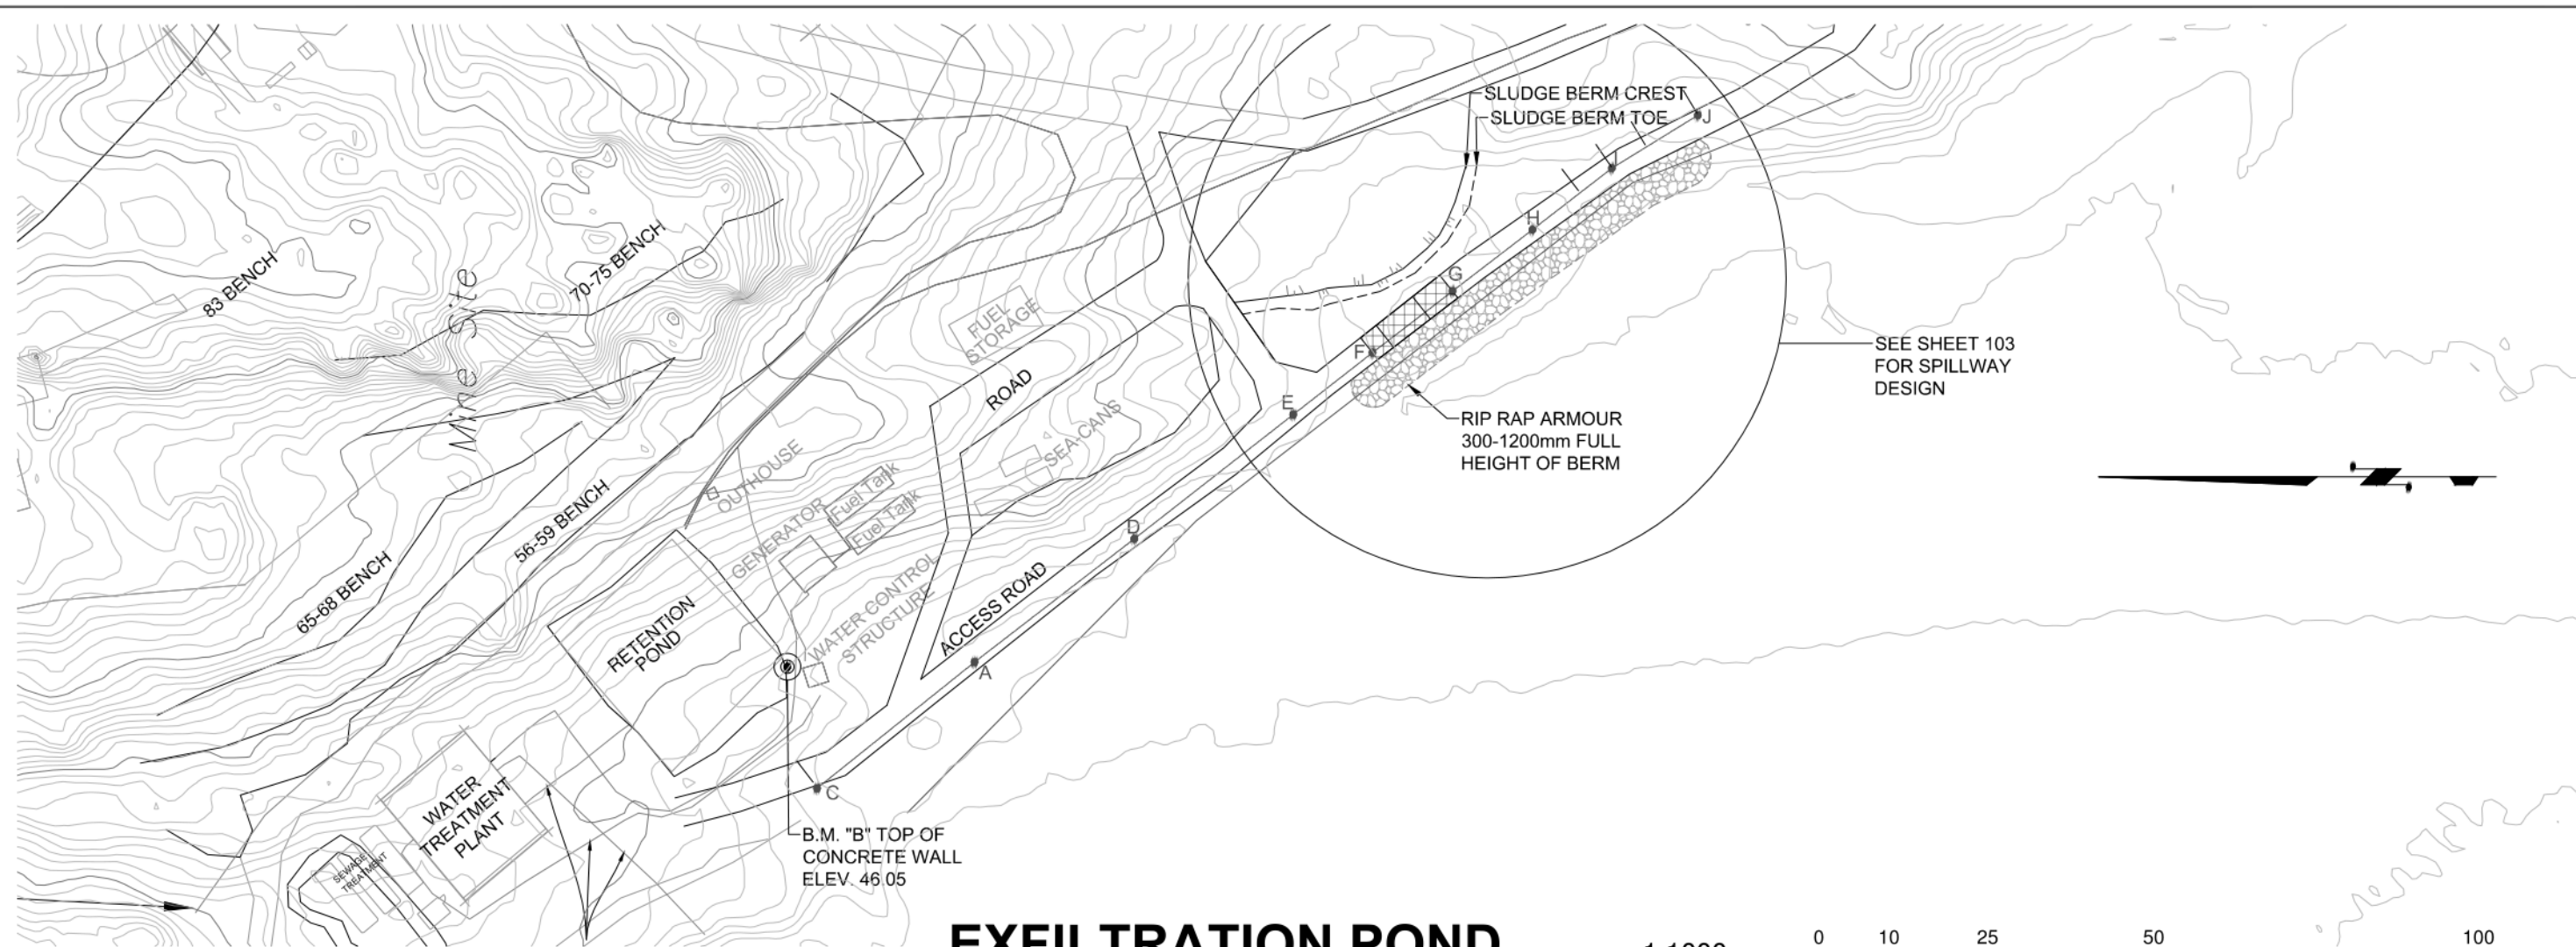 SLUDGE BERM CREST
SLUDGE BERM TOE
J
I
H
G
F
E
83 BENCH
Mine Site
70-75 BENCH
FUEL
STORAGE
ROAD
SEA-CANS
SEE SHEET 103
FOR SPILLWAY
DESIGN
RIP RAP ARMOUR
300-1200mm FULL
HEIGHT OF BERM
OUTHOUSE
Fuel Tank
Fuel Tank
GENERATOR
56-59 BENCH
65-68 BENCH
D
WATER CONTROL
STRUCTURE
ACCESS ROAD
RETENTION
POND
A
C
WATER
TREATMENT
PLANT
SEWAGE
TREATMENT
B.M. "B" TOP OF
CONCRETE WALL
ELEV. 46.05
EXFILTRATION POND
1:1000
0 10 25 50 100